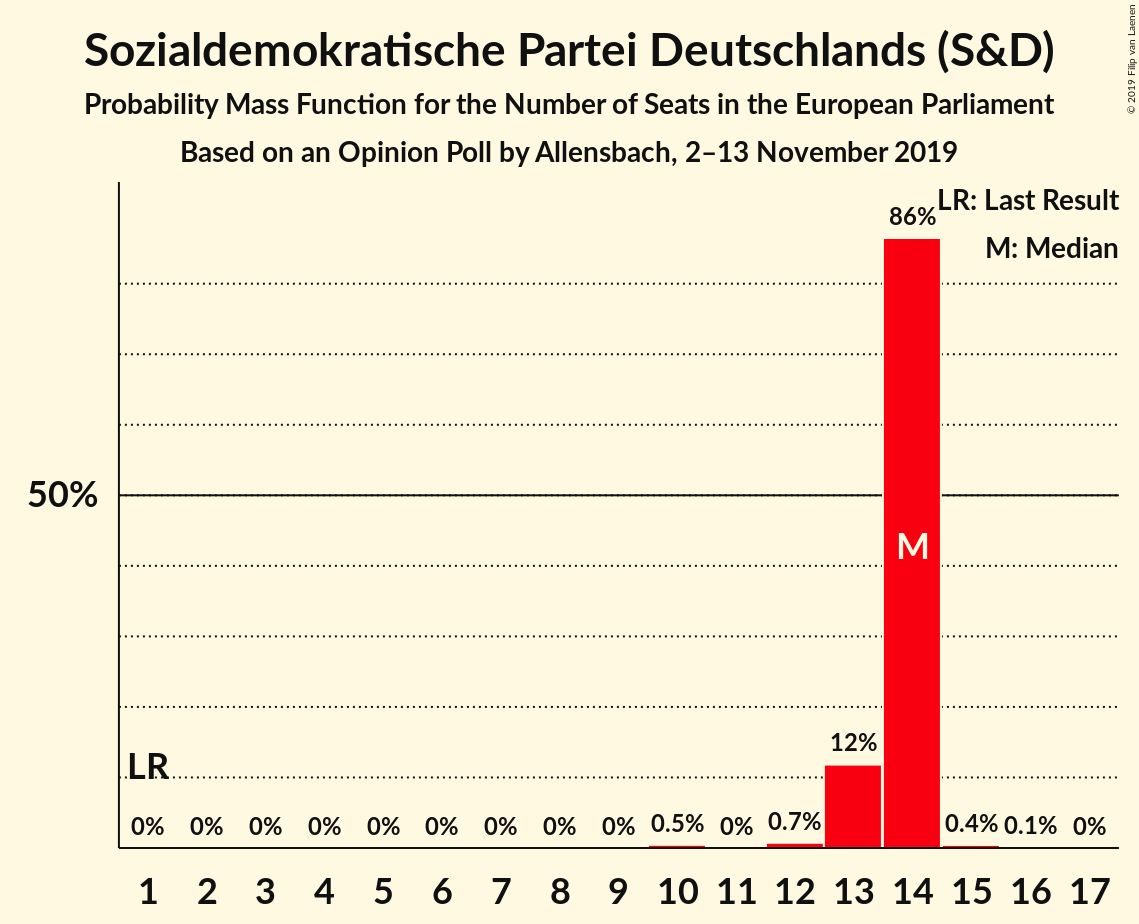 Sozialdemokratische Partei Deutschlands (S&D)
Probability Mass Function for the Number of Seats in the European Parliament
Based on an Opinion Poll by Allensbach, 2–13 November 2019
© 2019 Filip van Laenen
LR: Last Result
M: Median
86%
50%
M
12%
LR
0% 0% 0% 0% 0% 0% 0% 0% 0% 0.5% 0% 0.7% 0.4% 0.1% 0%
1 2 3 4 5 6 7 8 9 10 11 12 13 14 15 16 17